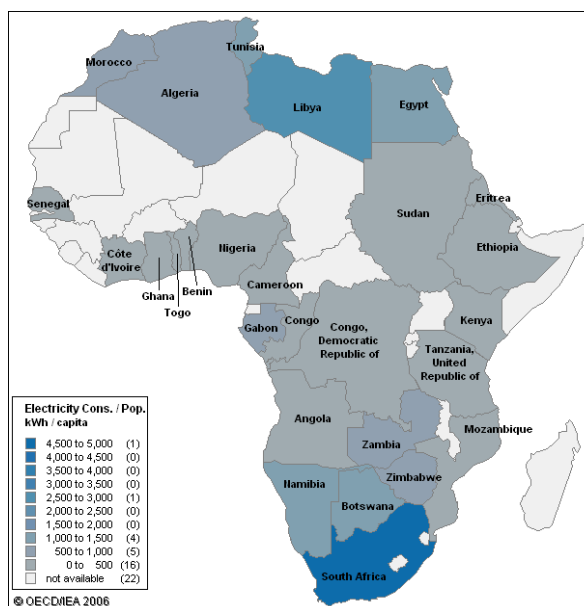 Tunisia
Morocco
Algeria
Libya
Egypt
Senegal
Eritrea
Sudan
Nigeria
Ethiopia
Côte
d'Ivoire
Benin
Ghana
Togo
Cameroon
Congo
Kenya
Gabon
Congo,
Democratic
Republic of
Tanzania,
United
Republic of
Angola
Mozambique
Zambia
Zimbabwe
Namibia
Botswana
South Africa
Electricity Cons. / Pop.
kWh / capita
4,500 to 5,000 (1)
4,000 to 4,500 (0)
3,500 to 4,000 (0)
3,000 to 3,500 (0)
2,500 to 3,000 (1)
2,000 to 2,500 (0)
1,500 to 2,000 (0)
1,000 to 1,500 (4)
500 to 1,000 (5)
0 to 500 (16)
not available (22)
© OECD/IEA 2006